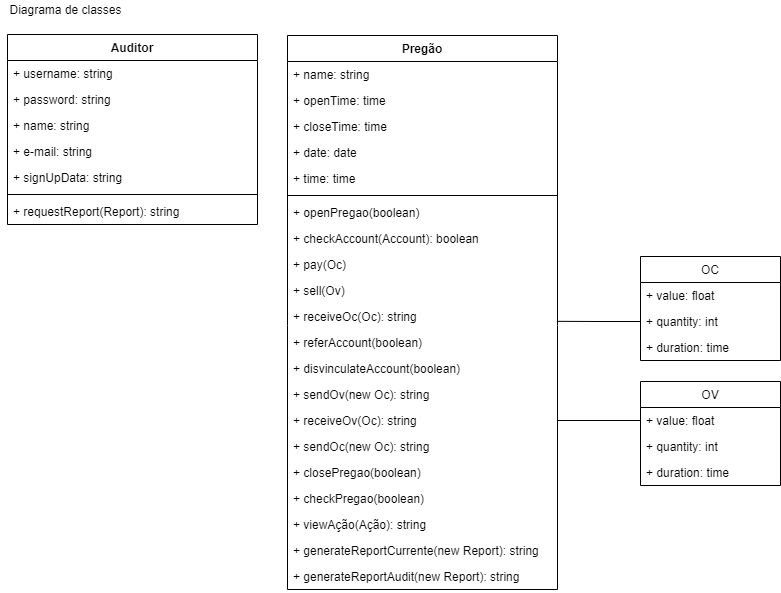 Diagrama de classes
Auditor
+ username: string
+ password: string
+ name: string
+ e-mail: string
+ signUpData: string
+ requestReport(Report): string
Pregão
+ name: string
+ openTime: time
+ closeTime: time
+ date: date
+ time: time
+ openPregao(boolean)
+ checkAccount(Account): boolean
+ pay(Oc)
+ sell(Ov)
+ receiveOc(Oc): string
+ referAccount(boolean)
+ disvinculateAccount(boolean)
+ sendOv(new Oc): string
+ receiveOv(Oc): string
+ sendOc(new Oc): string
+ closePregao(boolean)
+ checkPregao(boolean)
+ viewAção(Ação): string
+ generateReportCurrente(new Report): string
+ generateReportAudit(new Report): string
OC
+ value: float
+ quantity: int
+ duration: time
OV
+ value: float
+ quantity: int
+ duration: time